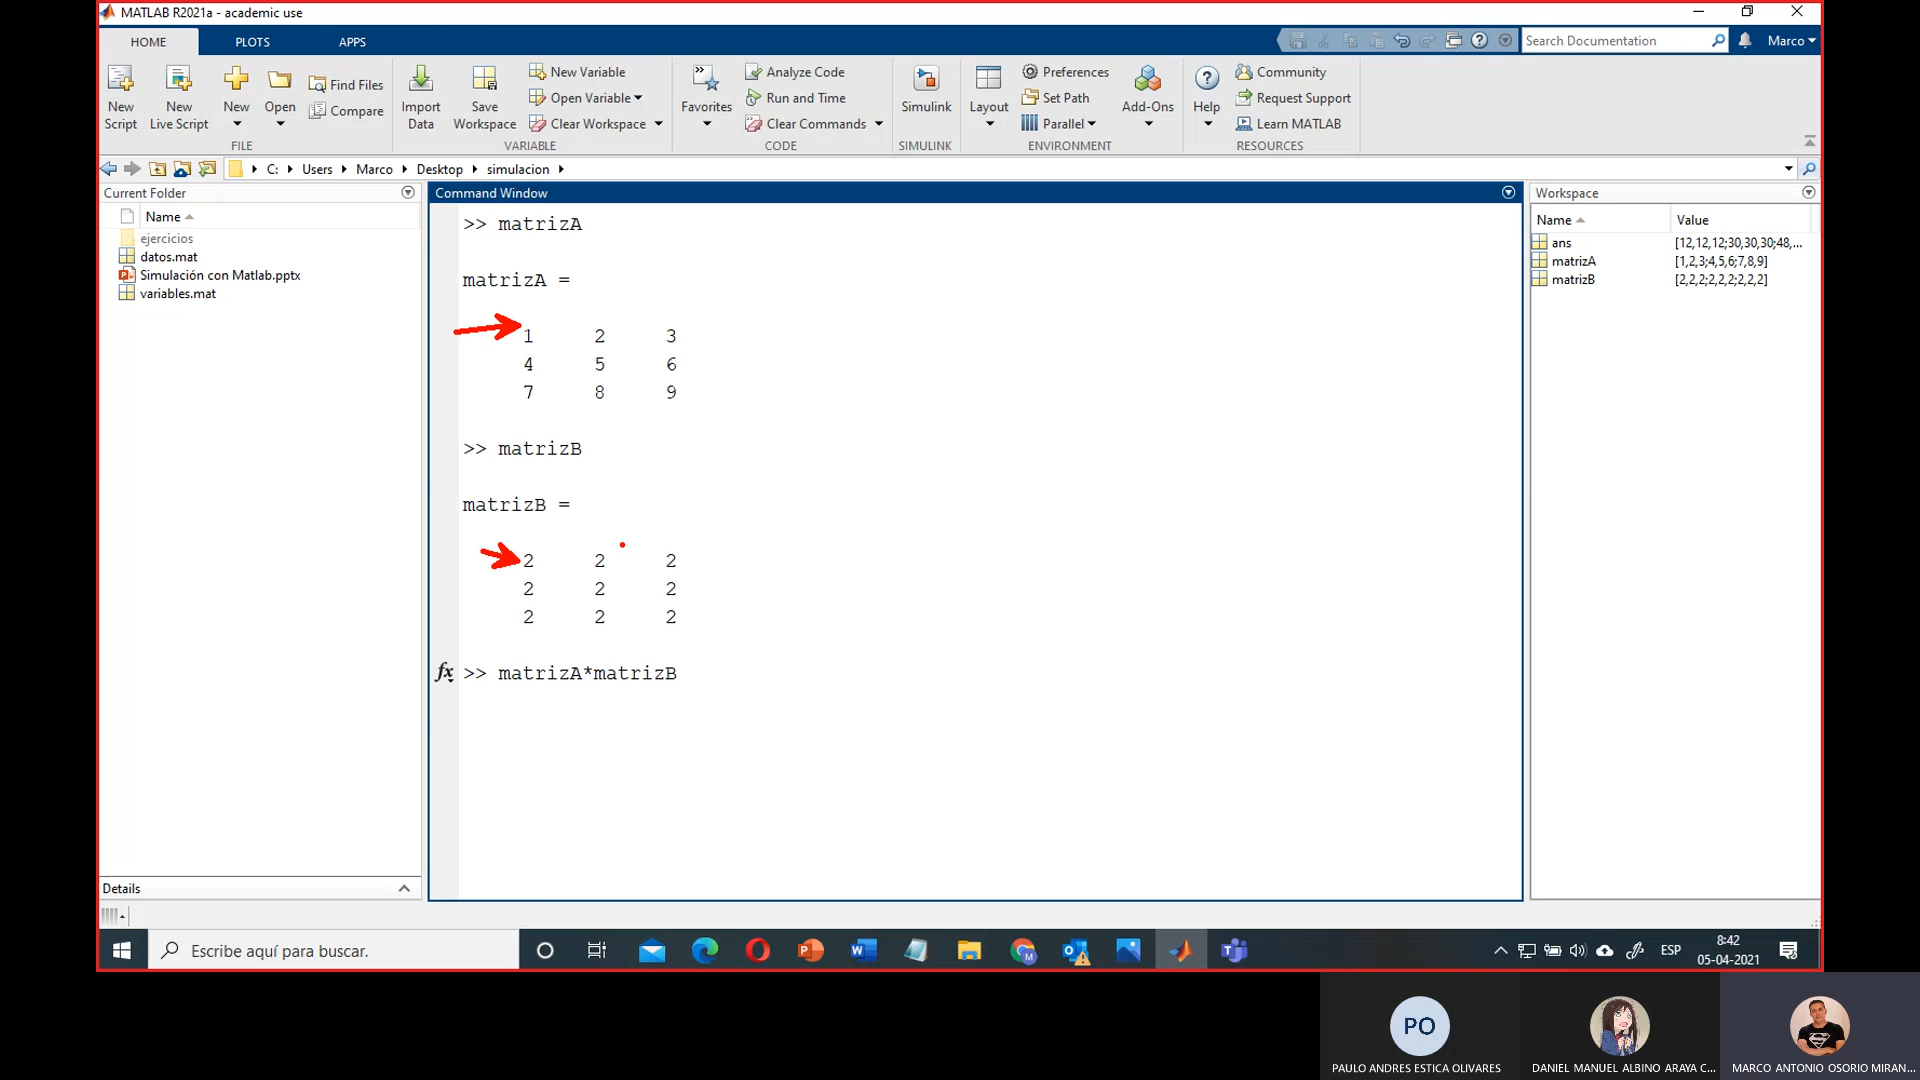 MATLAB R2021a - academic use
HOME PLOTS APPS
Search Documentation
Marco
New Script
New Live Script
New
Open
Find Files
Compare
FILE
Import Data
Save Workspace
New Variable
Open Variable
Clear Workspace
VARIABLE
Favorites
Analyze Code
Run and Time
Clear Commands
CODE
Simulink
SIMULINK
Layout
Preferences
Set Path
Parallel
Add-Ons
ENVIRONMENT
Help
Community
Request Support
Learn MATLAB
RESOURCES
C: Users Marco Desktop simulacion
Current Folder
Name
ejercicios
datos.mat
Simulación con Matlab.pptx
variables.mat
Details
Command Window
>> matrizA
matrizA =
1 2 3
4 5 6
7 8 9
>> matrizB
matrizB =
2 2 2
2 2 2
2 2 2
fx >> matrizA*matrizB
Workspace
Name Value
ans [12,12,12;30,30,30;48,...
matrizA [1,2,3;4,5,6;7,8,9]
matrizB [2,2,2;2,2,2;2,2,2]
Escribe aquí para buscar.
ESP
8:42
05-04-2021
PO
PAULO ANDRES ESTICA OLIVARES
DANIEL MANUEL ALBINO ARAYA C...
MARCO ANTONIO OSORIO MIRAN...